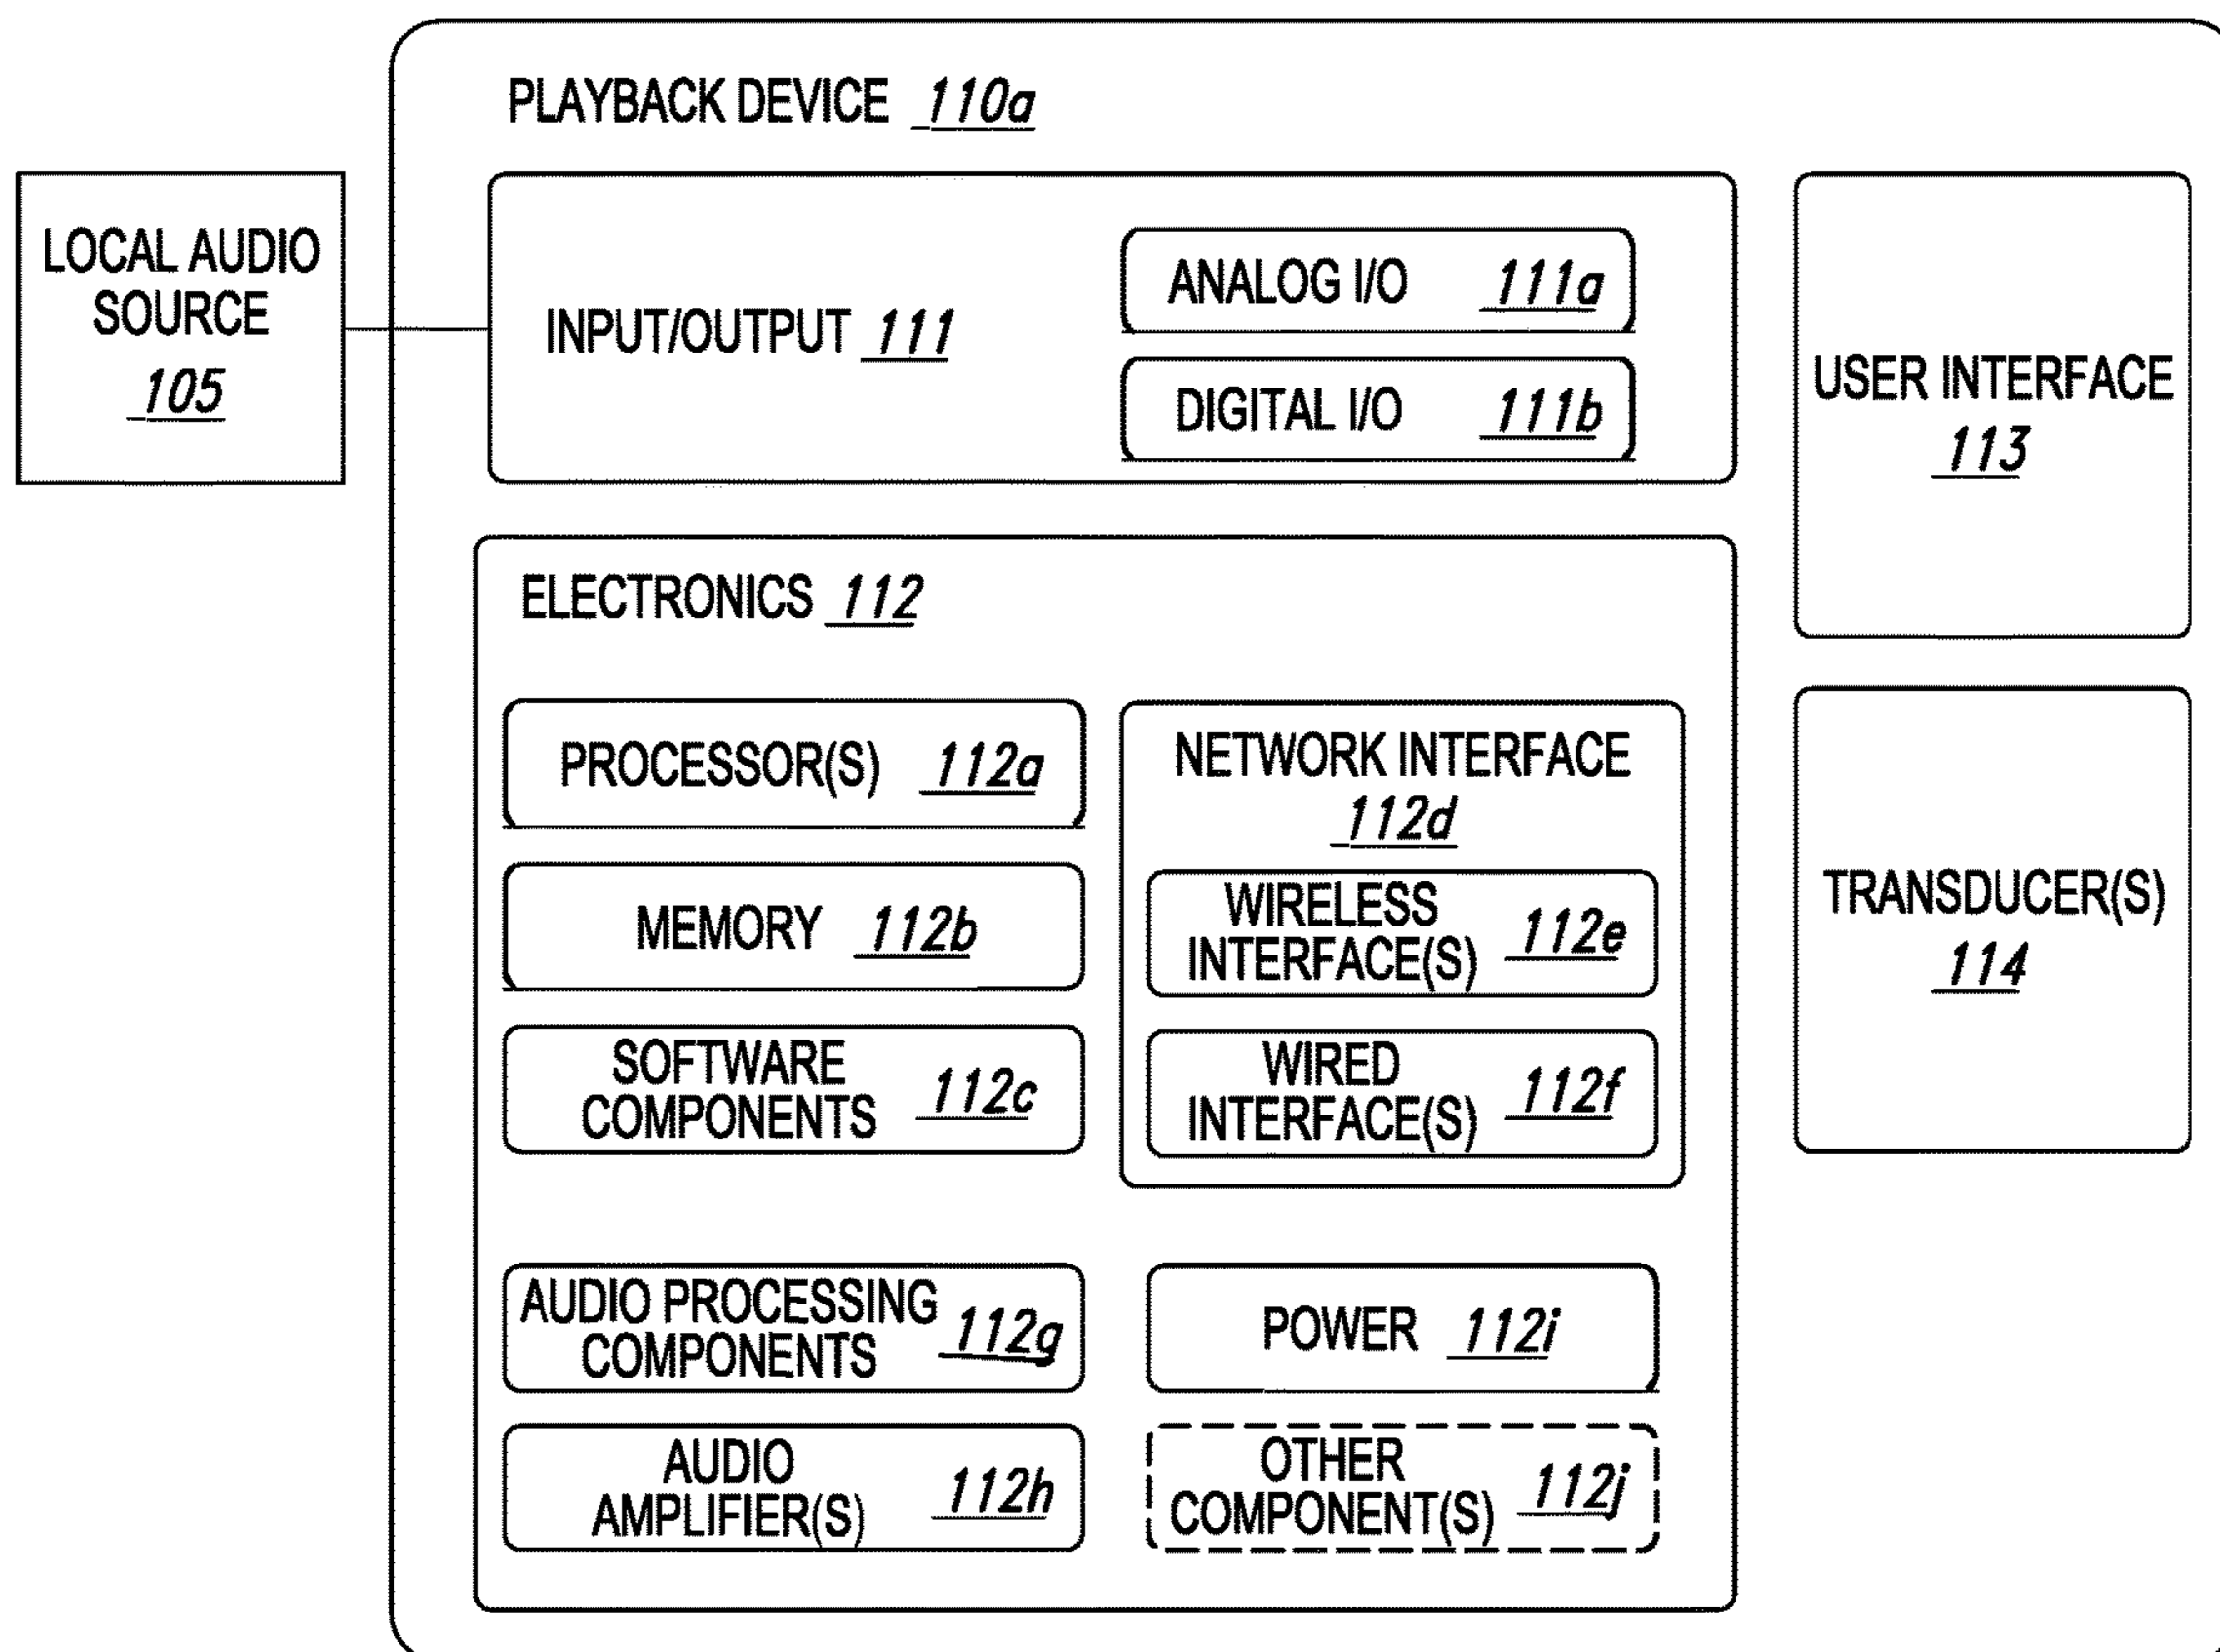 PLAYBACK DEVICE 110a
LOCAL AUDIO
SOURCE
105
INPUT/OUTPUT 111
ANALOG I/O 111a
DIGITAL I/O 111b
USER INTERFACE
113
ELECTRONICS 112
PROCESSOR(S) 112a
MEMORY 112b
SOFTWARE
COMPONENTS 112c
NETWORK INTERFACE
112d
WIRELESS
INTERFACE(S) 112e
WIRED
INTERFACE(S) 112f
TRANSDUCER(S)
114
AUDIO PROCESSING
COMPONENTS 112g
AUDIO
AMPLIFIER(S) 112h
POWER 112i
OTHER
COMPONENT(S) 112j